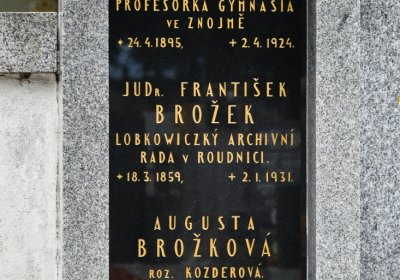 PROFESORKA GYMNASIA
VE ZNOJMĚ
* 24.4.1895, + 2.4.1924.
JUDR. FRANTIŠEK
BROŽEK
LOBKOWICZKÝ ARCHIVNÍ
RADA V ROUDNICI.
* 18.3.1859, + 2.1.1931.
AUGUSTA
BROŽKOVÁ
ROZ. KOZDEROVÁ.